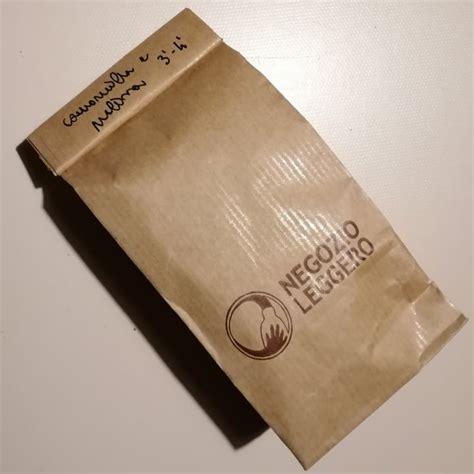 camomilla e
melissa 3'-4'
NEGOZIO
LEGGERO